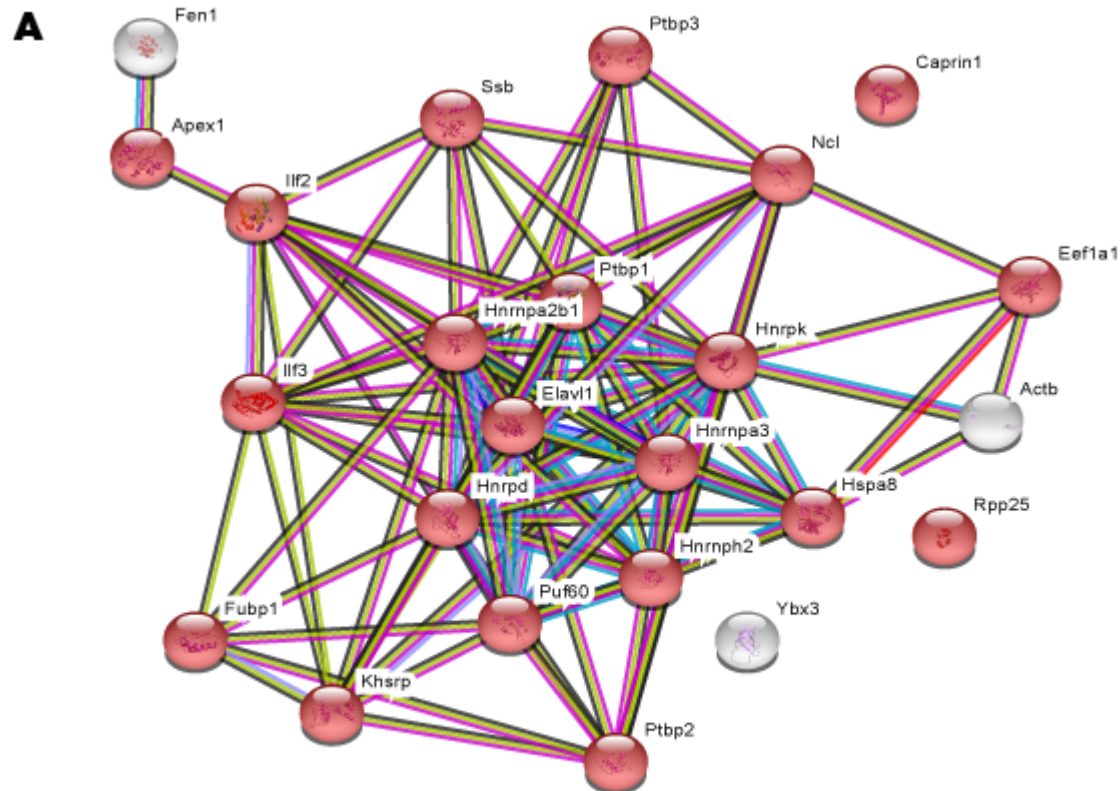 A
Fen1
Ptbp3
Caprin1
Ssb
Apex1
Ncl
Ilf2
Eef1a1
Ptbp1
Hnrnpa2b1
Hnrpk
Ilf3
Actb
Elavl1
Hnrnpa3
Hnrpd
Hspa8
Rpp25
Hnrnph2
Puf60
Fubp1
Ybx3
Khsrp
Ptbp2